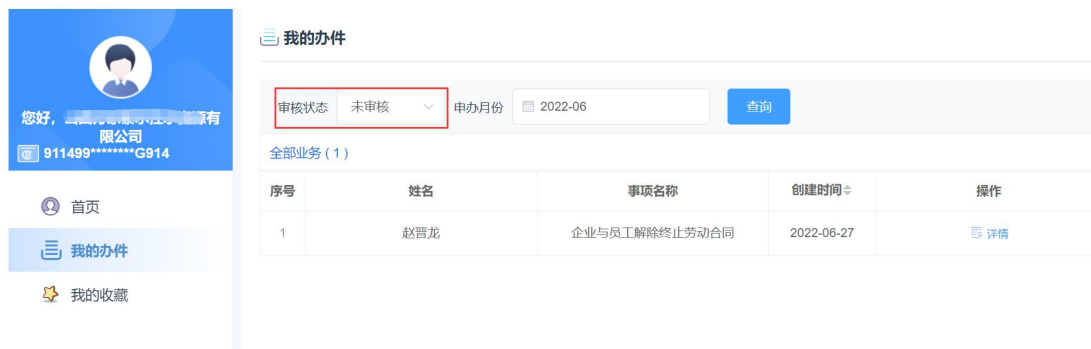 我的办件
审核状态 未审核 申办月份 2022-06 查询
您好，
有
限公司
911499********G914
全部业务 ( 1 )
序号 姓名 事项名称 创建时间 操作
1 赵晋龙 企业与员工解除终止劳动合同 2022-06-27 详情
首页
我的办件
我的收藏